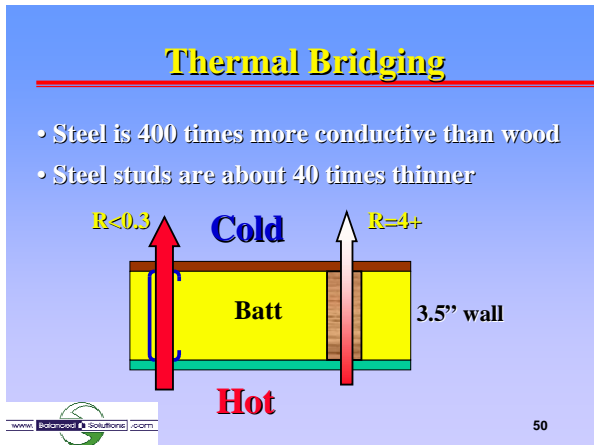 Thermal Bridging
• Steel is 400 times more conductive than wood
• Steel studs are about 40 times thinner
R<0.3
Cold
R=4+
Batt
3.5” wall
Hot
www. Balanced Solutions .com
50